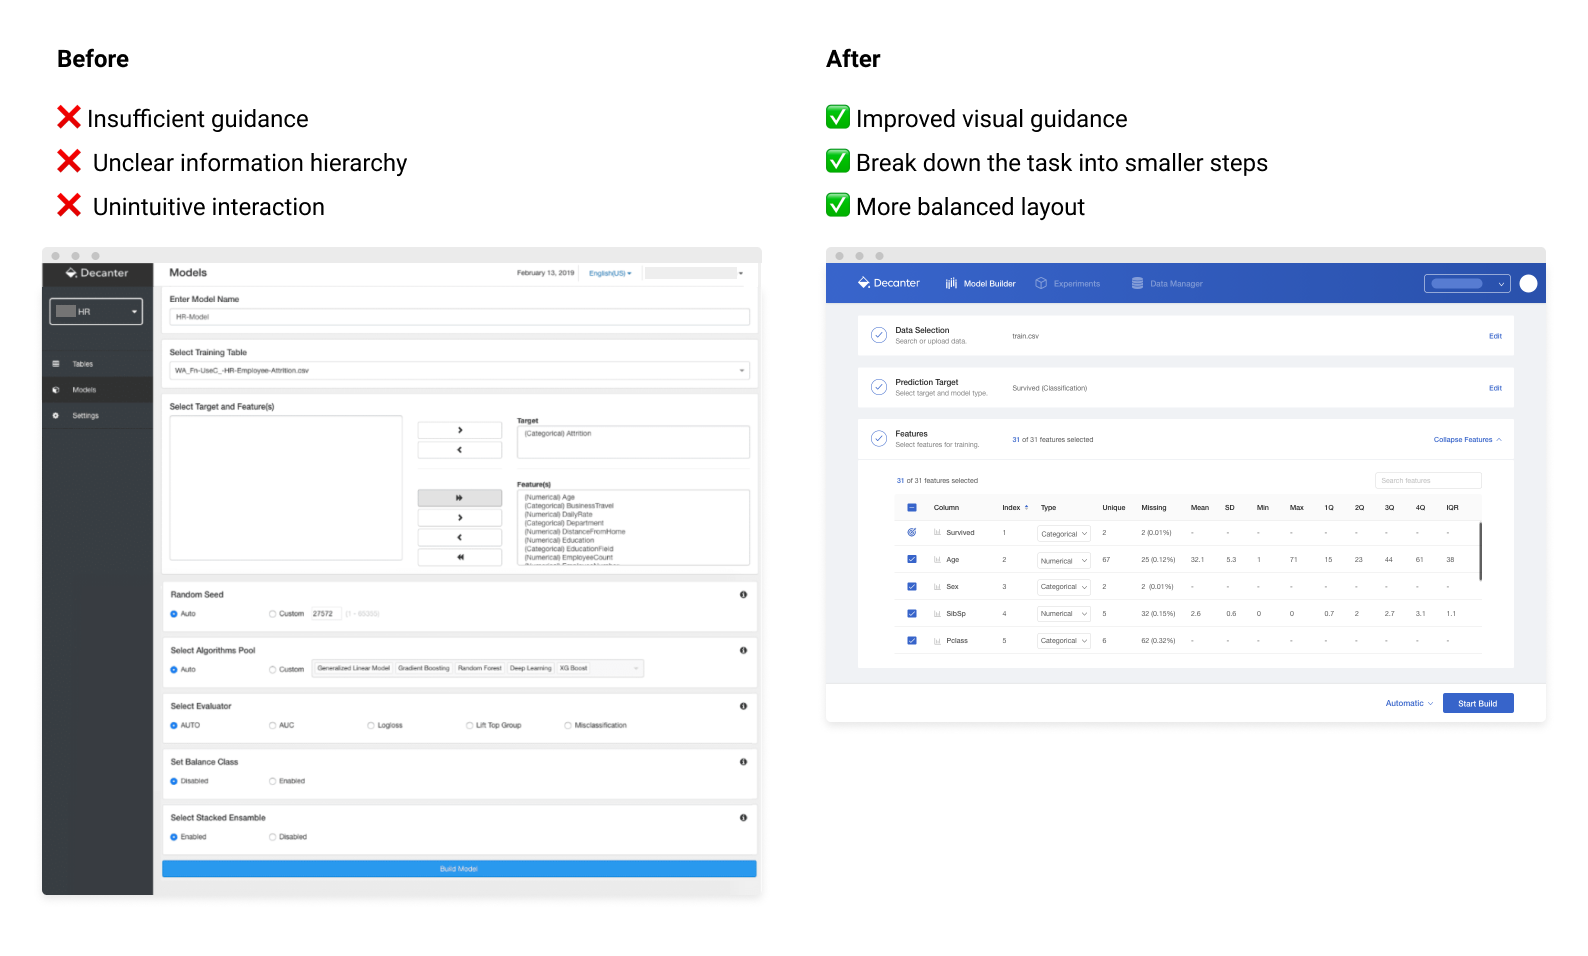 Before
❌ Insufficient guidance
❌ Unclear information hierarchy
❌ Unintuitive interaction
Decanter
HR
Tables
Models
Settings
Models
February 13, 2019 English(US)
Enter Model Name
HR-Model
Select Training Table
WA_Fn-UseC_-HR-Employee-Attrition.csv
Select Target and Feature(s)
Target
(Categorical) Attrition
Feature(s)
(Numerical) Age
(Categorical) BusinessTravel
(Numerical) DailyRate
(Categorical) Department
(Numerical) DistanceFromHome
(Numerical) Education
(Categorical) EducationField
(Numerical) EmployeeCount
(Numerical) EmployeeNumber
Random Seed
Auto Custom 27572 (1 - 65535)
Select Algorithms Pool
Auto Custom Generalized Linear Model Gradient Boosting Random Forest Deep Learning XG Boost
Select Evaluator
AUTO AUC Logloss Lift Top Group Misclassification
Set Balance Class
Disabled Enabled
Select Stacked Ensamble
Enabled Disabled
Build Model
After
✅ Improved visual guidance
✅ Break down the task into smaller steps
✅ More balanced layout
Decanter Model Builder Experiments Data Manager
Data Selection
Search or upload data.
train.csv
Edit
Prediction Target
Select target and model type.
Survived (Classification)
Edit
Features
Select features for training.
31 of 31 features selected
Collapse Features
31 of 31 features selected
Search features
Column Index Type Unique Missing Mean SD Min Max 1Q 2Q 3Q 4Q IQR
Survived 1 Categorical 2 2 (0.01%) - - - - - - - - -
Age 2 Numerical 67 25 (0.12%) 32.1 5.3 1 71 15 23 44 61 38
Sex 3 Categorical 2 2 (0.01%) - - - - - - - - -
SibSp 4 Numerical 5 32 (0.15%) 2.6 0.6 0 0 0.7 2 2.7 3.1 1.1
Pclass 5 Categorical 6 62 (0.32%) - - - - - - - - -
Automatic Start Build